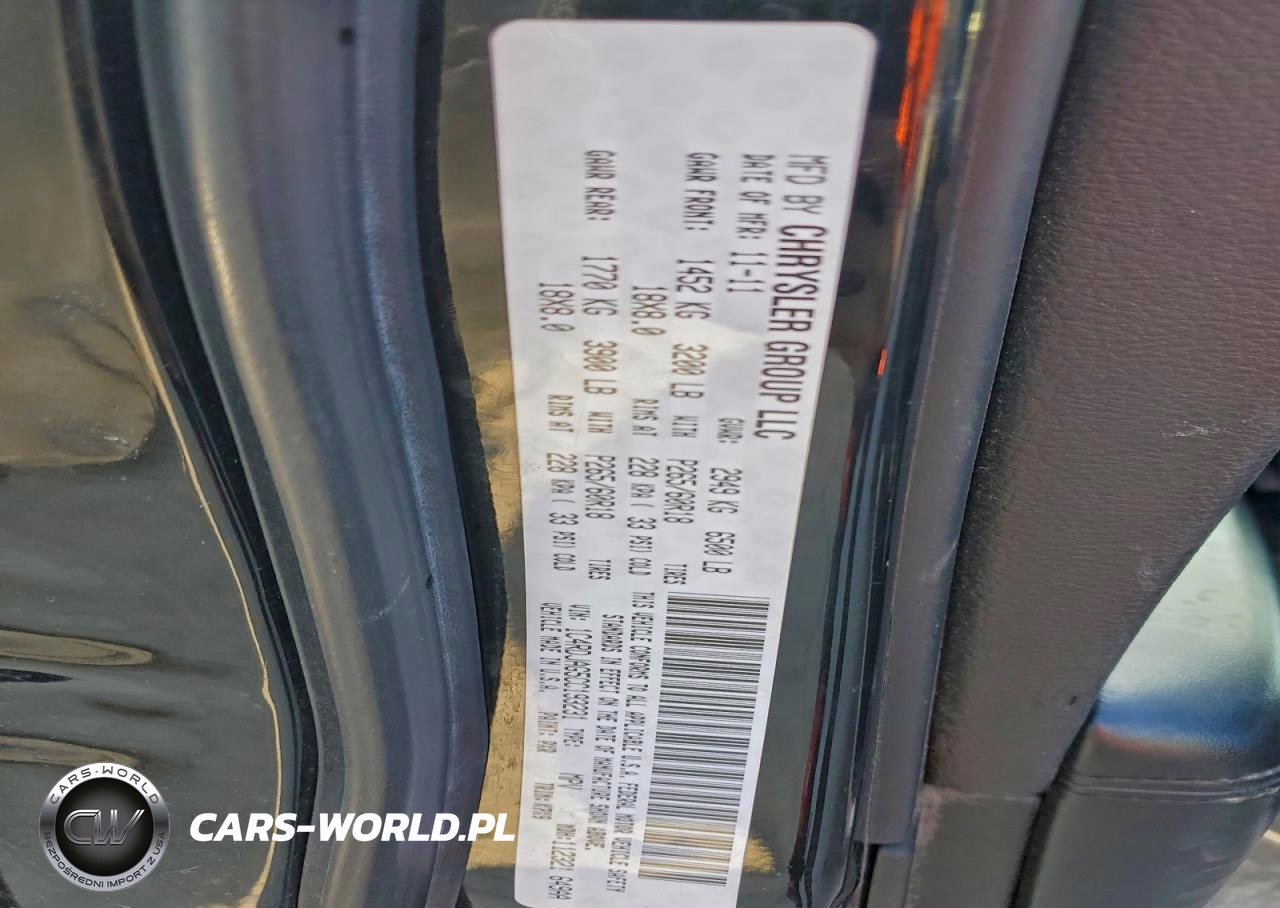 MFD BY CHRYSLER GROUP LLC
DATE OF MFR: 11-11 GVWR: 2949 KG 6500 LB
GAWR FRONT: 1452 KG 3200 LB WITH P265/60R18 TIRES
18X8.0 RIMS AT 228 KPA ( 33 PSI) COLD
GAWR REAR: 1770 KG 3900 LB WITH P265/60R18 TIRES
18X8.0 RIMS AT 228 KPA ( 33 PSI) COLD
THIS VEHICLE CONFORMS TO ALL APPLICABLE U.S.A. FEDERAL MOTOR VEHICLE SAFETY
STANDARDS IN EFFECT ON THE DATE OF MANUFACTURE SHOWN ABOVE.
VIN: TYPE: MPV
VEHICLE MADE IN U.S.A. PAINT: TRIM:
CARS-WORLD
CW
BEZPOŚREDNI IMPORT Z USA
CARS-WORLD.PL